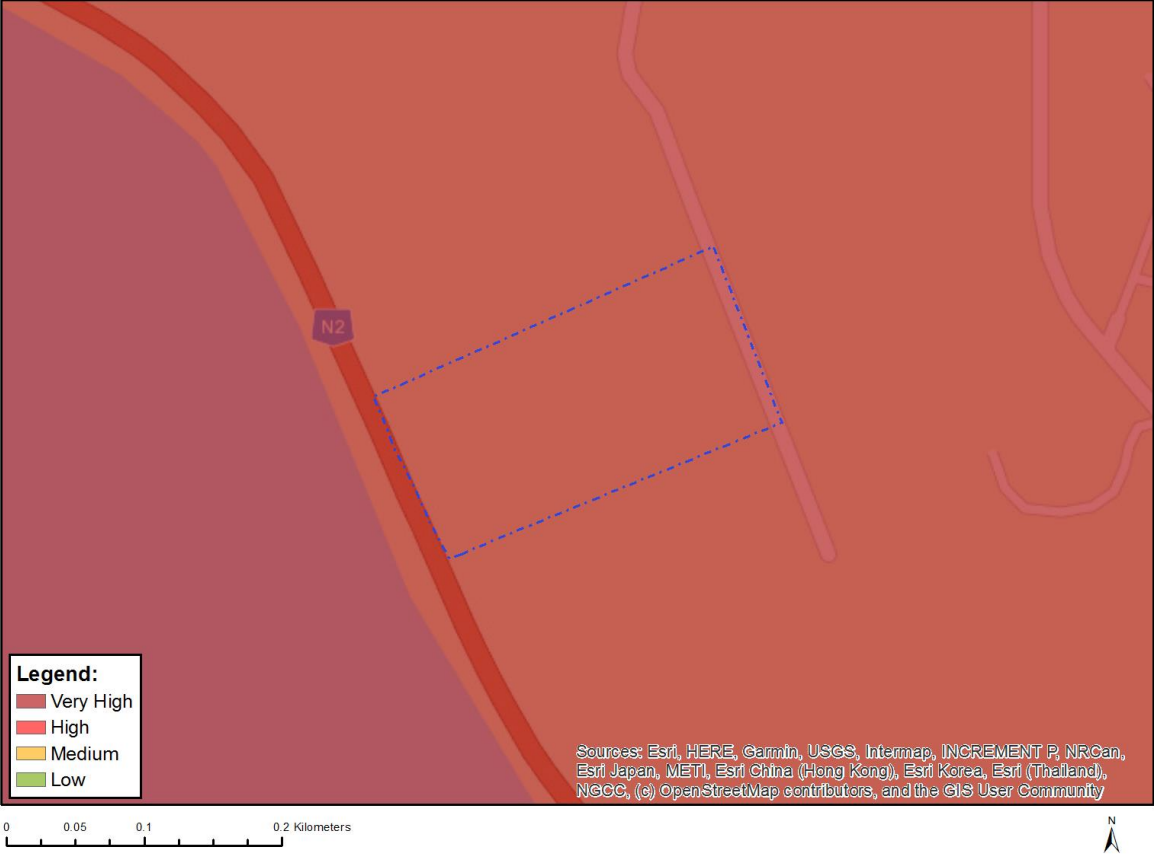 N2
Legend:
Very High
High
Medium
Low
Sources: Esri, HERE, Garmin, USGS, Intermap, INCREMENT P, NRCan,
Esri Japan, METI, Esri China (Hong Kong), Esri Korea, Esri (Thailand),
NGCC, (c) OpenStreetMap contributors, and the GIS User Community
0 0.05 0.1 0.2 Kilometers
N